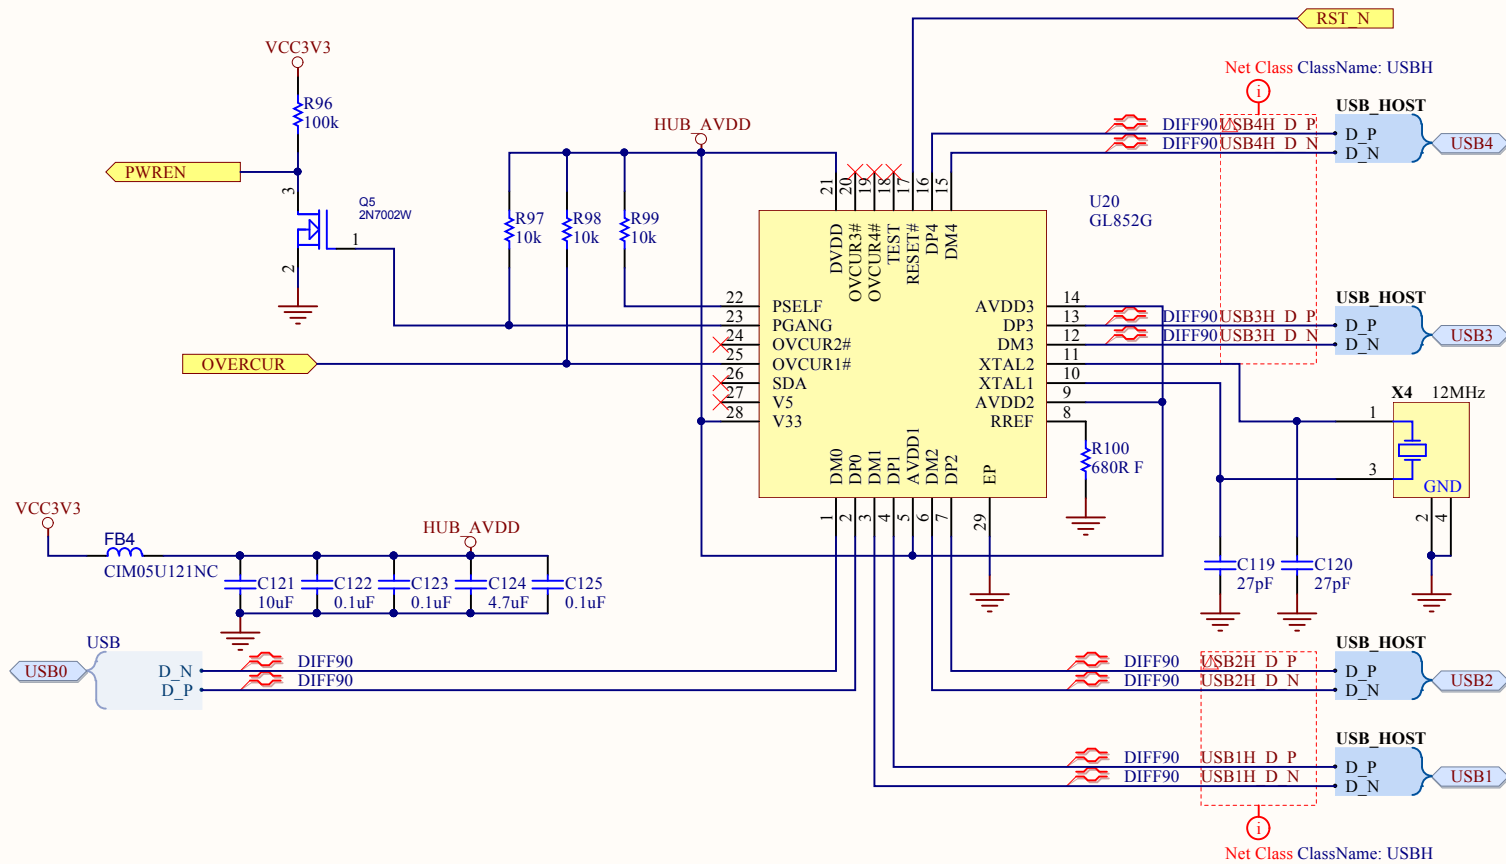 RST_N
VCC3V3
Net Class ClassName: USBH
i
R96
100k
HUB_AVDD
USB_HOST
DIFF90 USB4H_D_P
D_P
DIFF90 USB4H_D_N
D_N
USB4
PWREN
3
Q5
2N7002W
1
2
21
20
19
18
17
16
15
U20
GL852G
R97
10k
R98
10k
R99
10k
DVDD
OVCUR3#
OVCUR4#
TEST
RESET#
DP4
DM4
22 PSELF
23 PGANG
24 OVCUR2#
25 OVCUR1#
26 SDA
27 V5
28 V33
AVDD3 14
DP3 13
DM3 12
XTAL2 11
XTAL1 10
AVDD2 9
RREF 8
USB_HOST
DIFF90 USB3H_D_P
D_P
DIFF90 USB3H_D_N
D_N
USB3
OVERCUR
X4 12MHz
1
3
GND
2
4
R100
680R F
DM0
DP0
DM1
DP1
AVDD1
DM2
DP2
EP
1
2
3
4
5
6
7
29
VCC3V3
FB4
CIM05U121NC
HUB_AVDD
C121
10uF
C122
0.1uF
C123
0.1uF
C124
4.7uF
C125
0.1uF
C119
27pF
C120
27pF
USB
USB0
D_N
DIFF90
D_P
DIFF90
USB_HOST
DIFF90 USB2H_D_P
D_P
DIFF90 USB2H_D_N
D_N
USB2
USB_HOST
DIFF90 USB1H_D_P
D_P
DIFF90 USB1H_D_N
D_N
USB1
i
Net Class ClassName: USBH